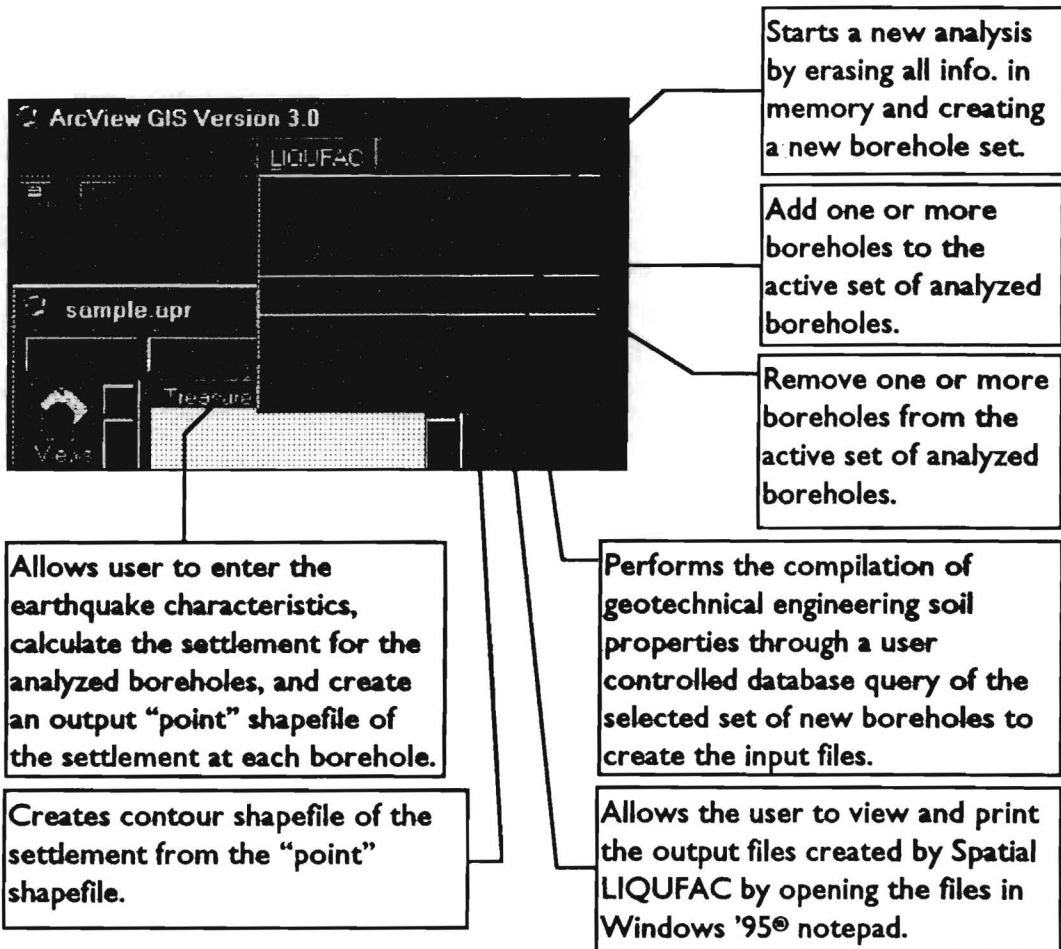 Starts a new analysis
by erasing all info. in
memory and creating
a new borehole set.
ArcView GIS Version 3.0
LIQUFAC
Add one or more
boreholes to the
active set of analyzed
boreholes.
sample.apr
Treasure
Views
Remove one or more
boreholes from the
active set of analyzed
boreholes.
Allows user to enter the
earthquake characteristics,
calculate the settlement for the
analyzed boreholes, and create
an output “point” shapefile of
the settlement at each borehole.
Performs the compilation of
geotechnical engineering soil
properties through a user
controlled database query of the
selected set of new boreholes to
create the input files.
Creates contour shapefile of the
settlement from the “point”
shapefile.
Allows the user to view and print
the output files created by Spatial
LIQUFAC by opening the files in
Windows '95® notepad.